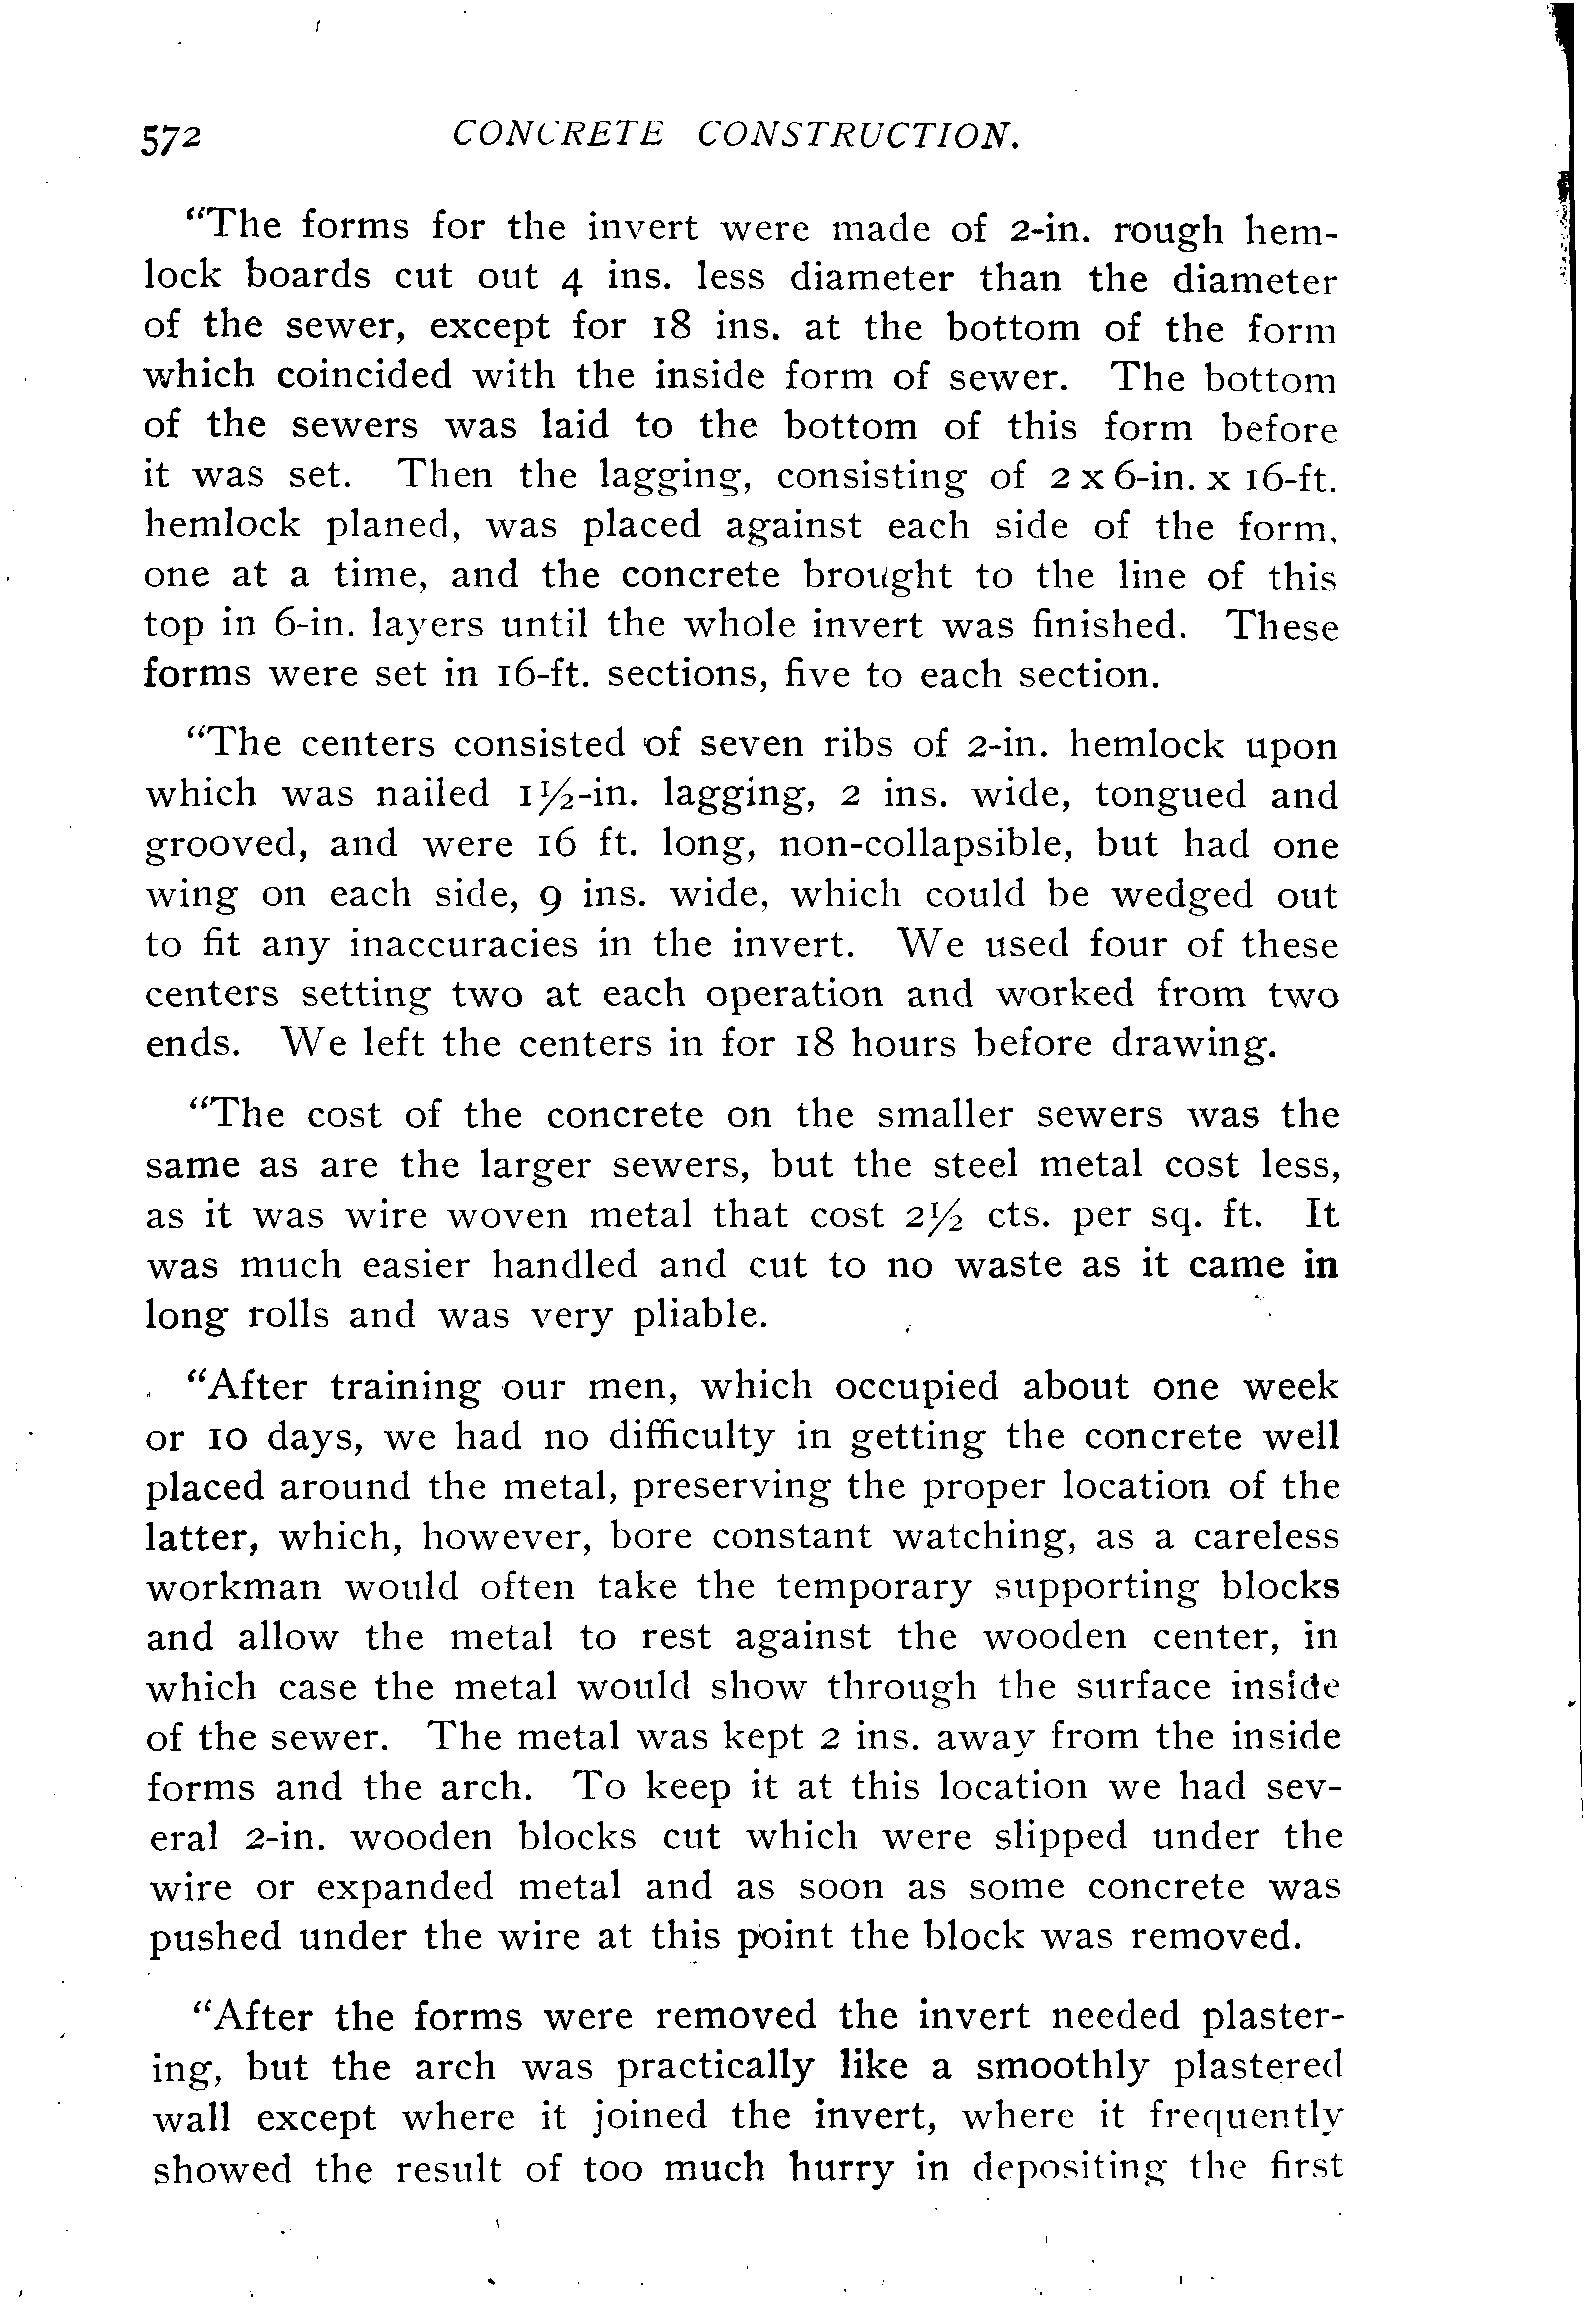 572 CONCRETE CONSTRUCTION.
“The forms for the invert were made of 2-in. rough hem-
lock boards cut out 4 ins. less diameter than the diameter
of the sewer, except for 18 ins. at the bottom of the form
which coincided with the inside form of sewer. The bottom
of the sewers was laid to the bottom of this form before
it was set. Then the lagging, consisting of 2 x 6-in. x 16-ft.
hemlock planed, was placed against each side of the form,
one at a time, and the concrete brought to the line of this
top in 6-in. layers until the whole invert was finished. These
forms were set in 16-ft. sections, five to each section.
“The centers consisted of seven ribs of 2-in. hemlock upon
which was nailed 1½-in. lagging, 2 ins. wide, tongued and
grooved, and were 16 ft. long, non-collapsible, but had one
wing on each side, 9 ins. wide, which could be wedged out
to fit any inaccuracies in the invert. We used four of these
centers setting two at each operation and worked from two
ends. We left the centers in for 18 hours before drawing.
“The cost of the concrete on the smaller sewers was the
same as are the larger sewers, but the steel metal cost less,
as it was wire woven metal that cost 2½ cts. per sq. ft. It
was much easier handled and cut to no waste as it came in
long rolls and was very pliable.
“After training our men, which occupied about one week
or 10 days, we had no difficulty in getting the concrete well
placed around the metal, preserving the proper location of the
latter, which, however, bore constant watching, as a careless
workman would often take the temporary supporting blocks
and allow the metal to rest against the wooden center, in
which case the metal would show through the surface inside
of the sewer. The metal was kept 2 ins. away from the inside
forms and the arch. To keep it at this location we had sev-
eral 2-in. wooden blocks cut which were slipped under the
wire or expanded metal and as soon as some concrete was
pushed under the wire at this point the block was removed.
“After the forms were removed the invert needed plaster-
ing, but the arch was practically like a smoothly plastered
wall except where it joined the invert, where it frequently
showed the result of too much hurry in depositing the first